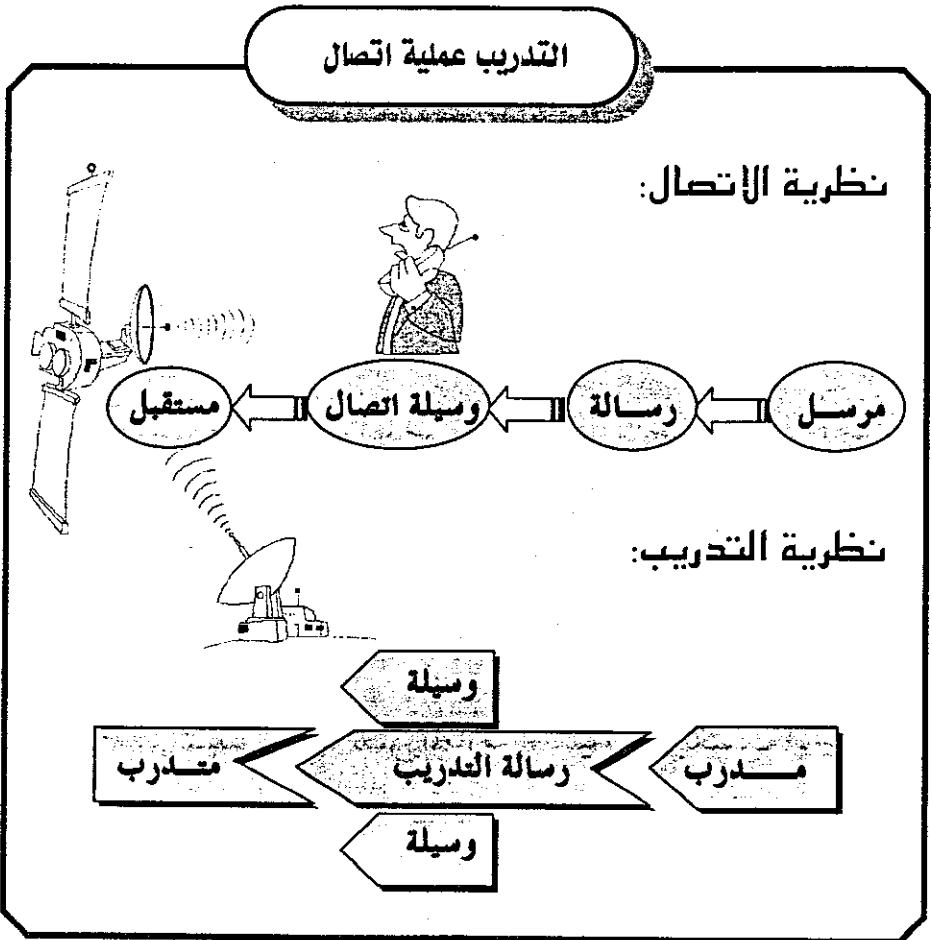 التدريب عملية اتصال
نظرية الاتصال:
مرسل رسالة وسيلة اتصال مستقبل
نظرية التدريب:
وسيلة
مدرب رسالة التدريب متدرب
وسيلة